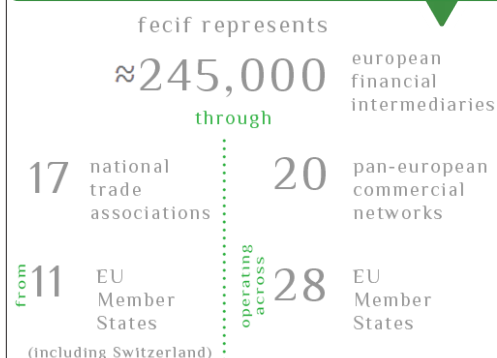 fecif represents
≈245,000
european
financial
intermediaries
through
17
national
trade
associations
20
pan-european
commercial
networks
from
11
EU
Member
States
(including Switzerland)
operating
across
28
EU
Member
States